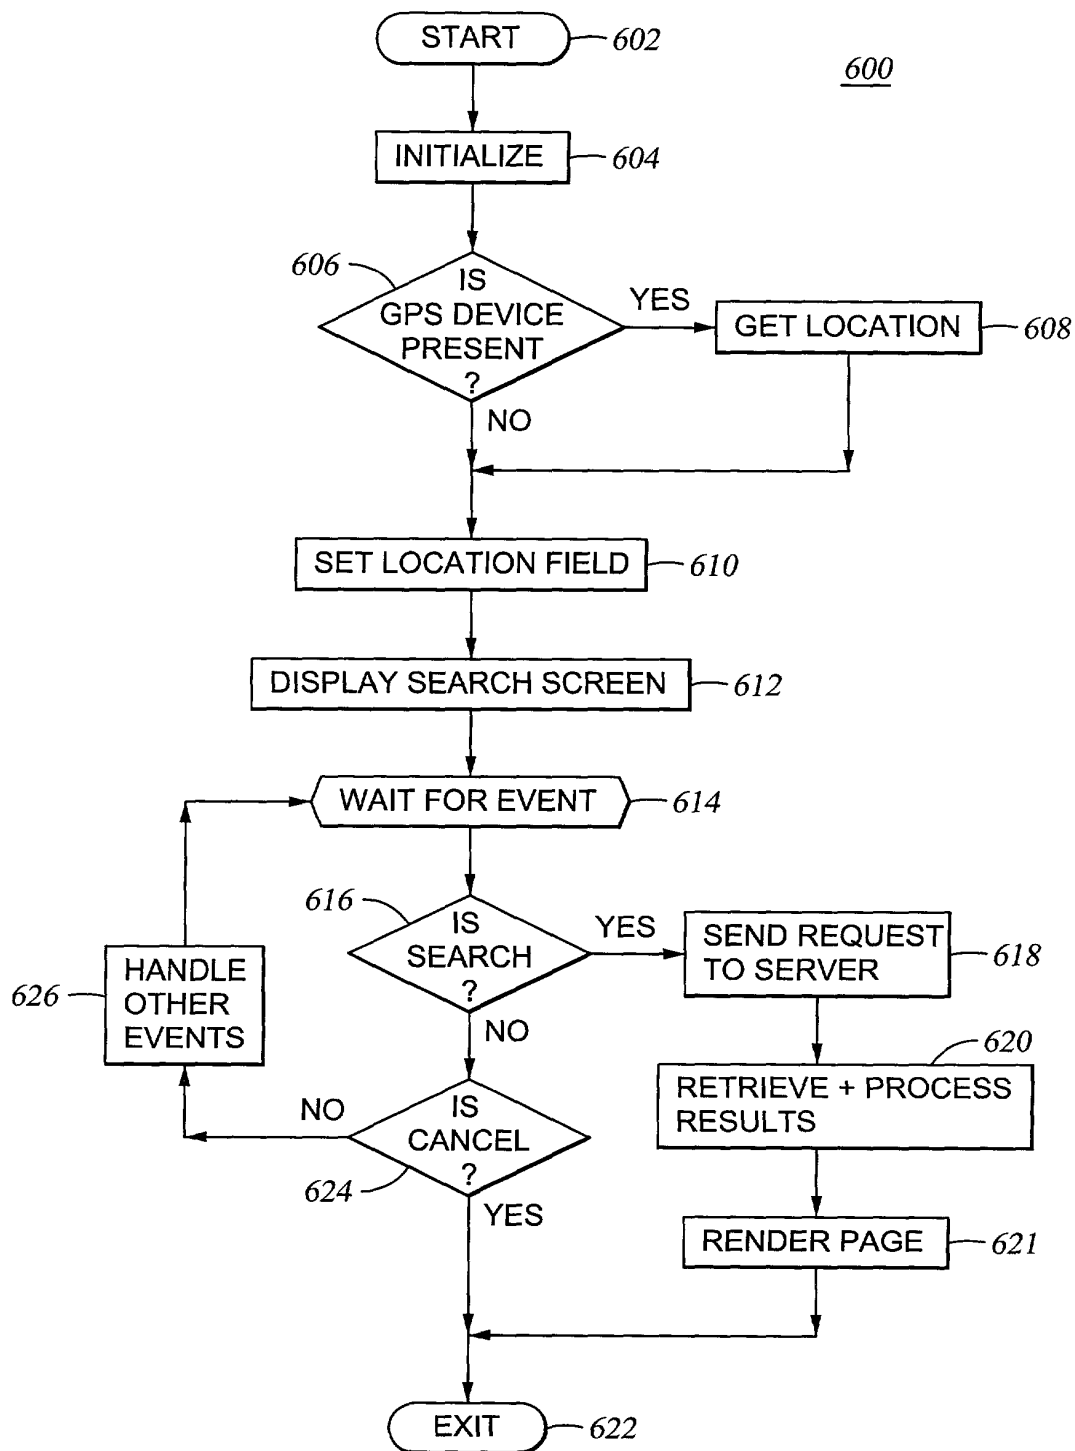 START
602
600
INITIALIZE
604
606
IS
GPS DEVICE
PRESENT
?
YES
GET LOCATION
608
NO
SET LOCATION FIELD
610
DISPLAY SEARCH SCREEN
612
WAIT FOR EVENT
614
616
IS
SEARCH
?
YES
SEND REQUEST
TO SERVER
618
626
HANDLE
OTHER
EVENTS
NO
620
RETRIEVE + PROCESS
RESULTS
NO
IS
CANCEL
?
624
YES
RENDER PAGE
621
EXIT
622